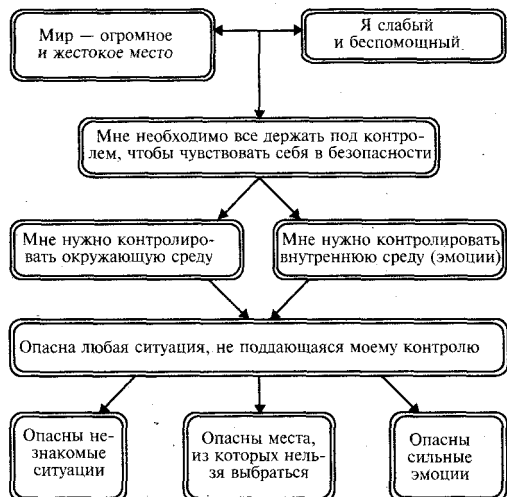 Мир — огромное
и жестокое место
Я слабый
и беспомощный
Мне необходимо все держать под контро-
лем, чтобы чувствовать себя в безопасности
Мне нужно контролиро-
вать окружающую среду
Мне нужно контролировать
внутреннюю среду (эмоции)
Опасна любая ситуация, не поддающаяся моему контролю
Опасны не-
знакомые
ситуации
Опасны места,
из которых нель-
зя выбраться
Опасны
сильные
эмоции